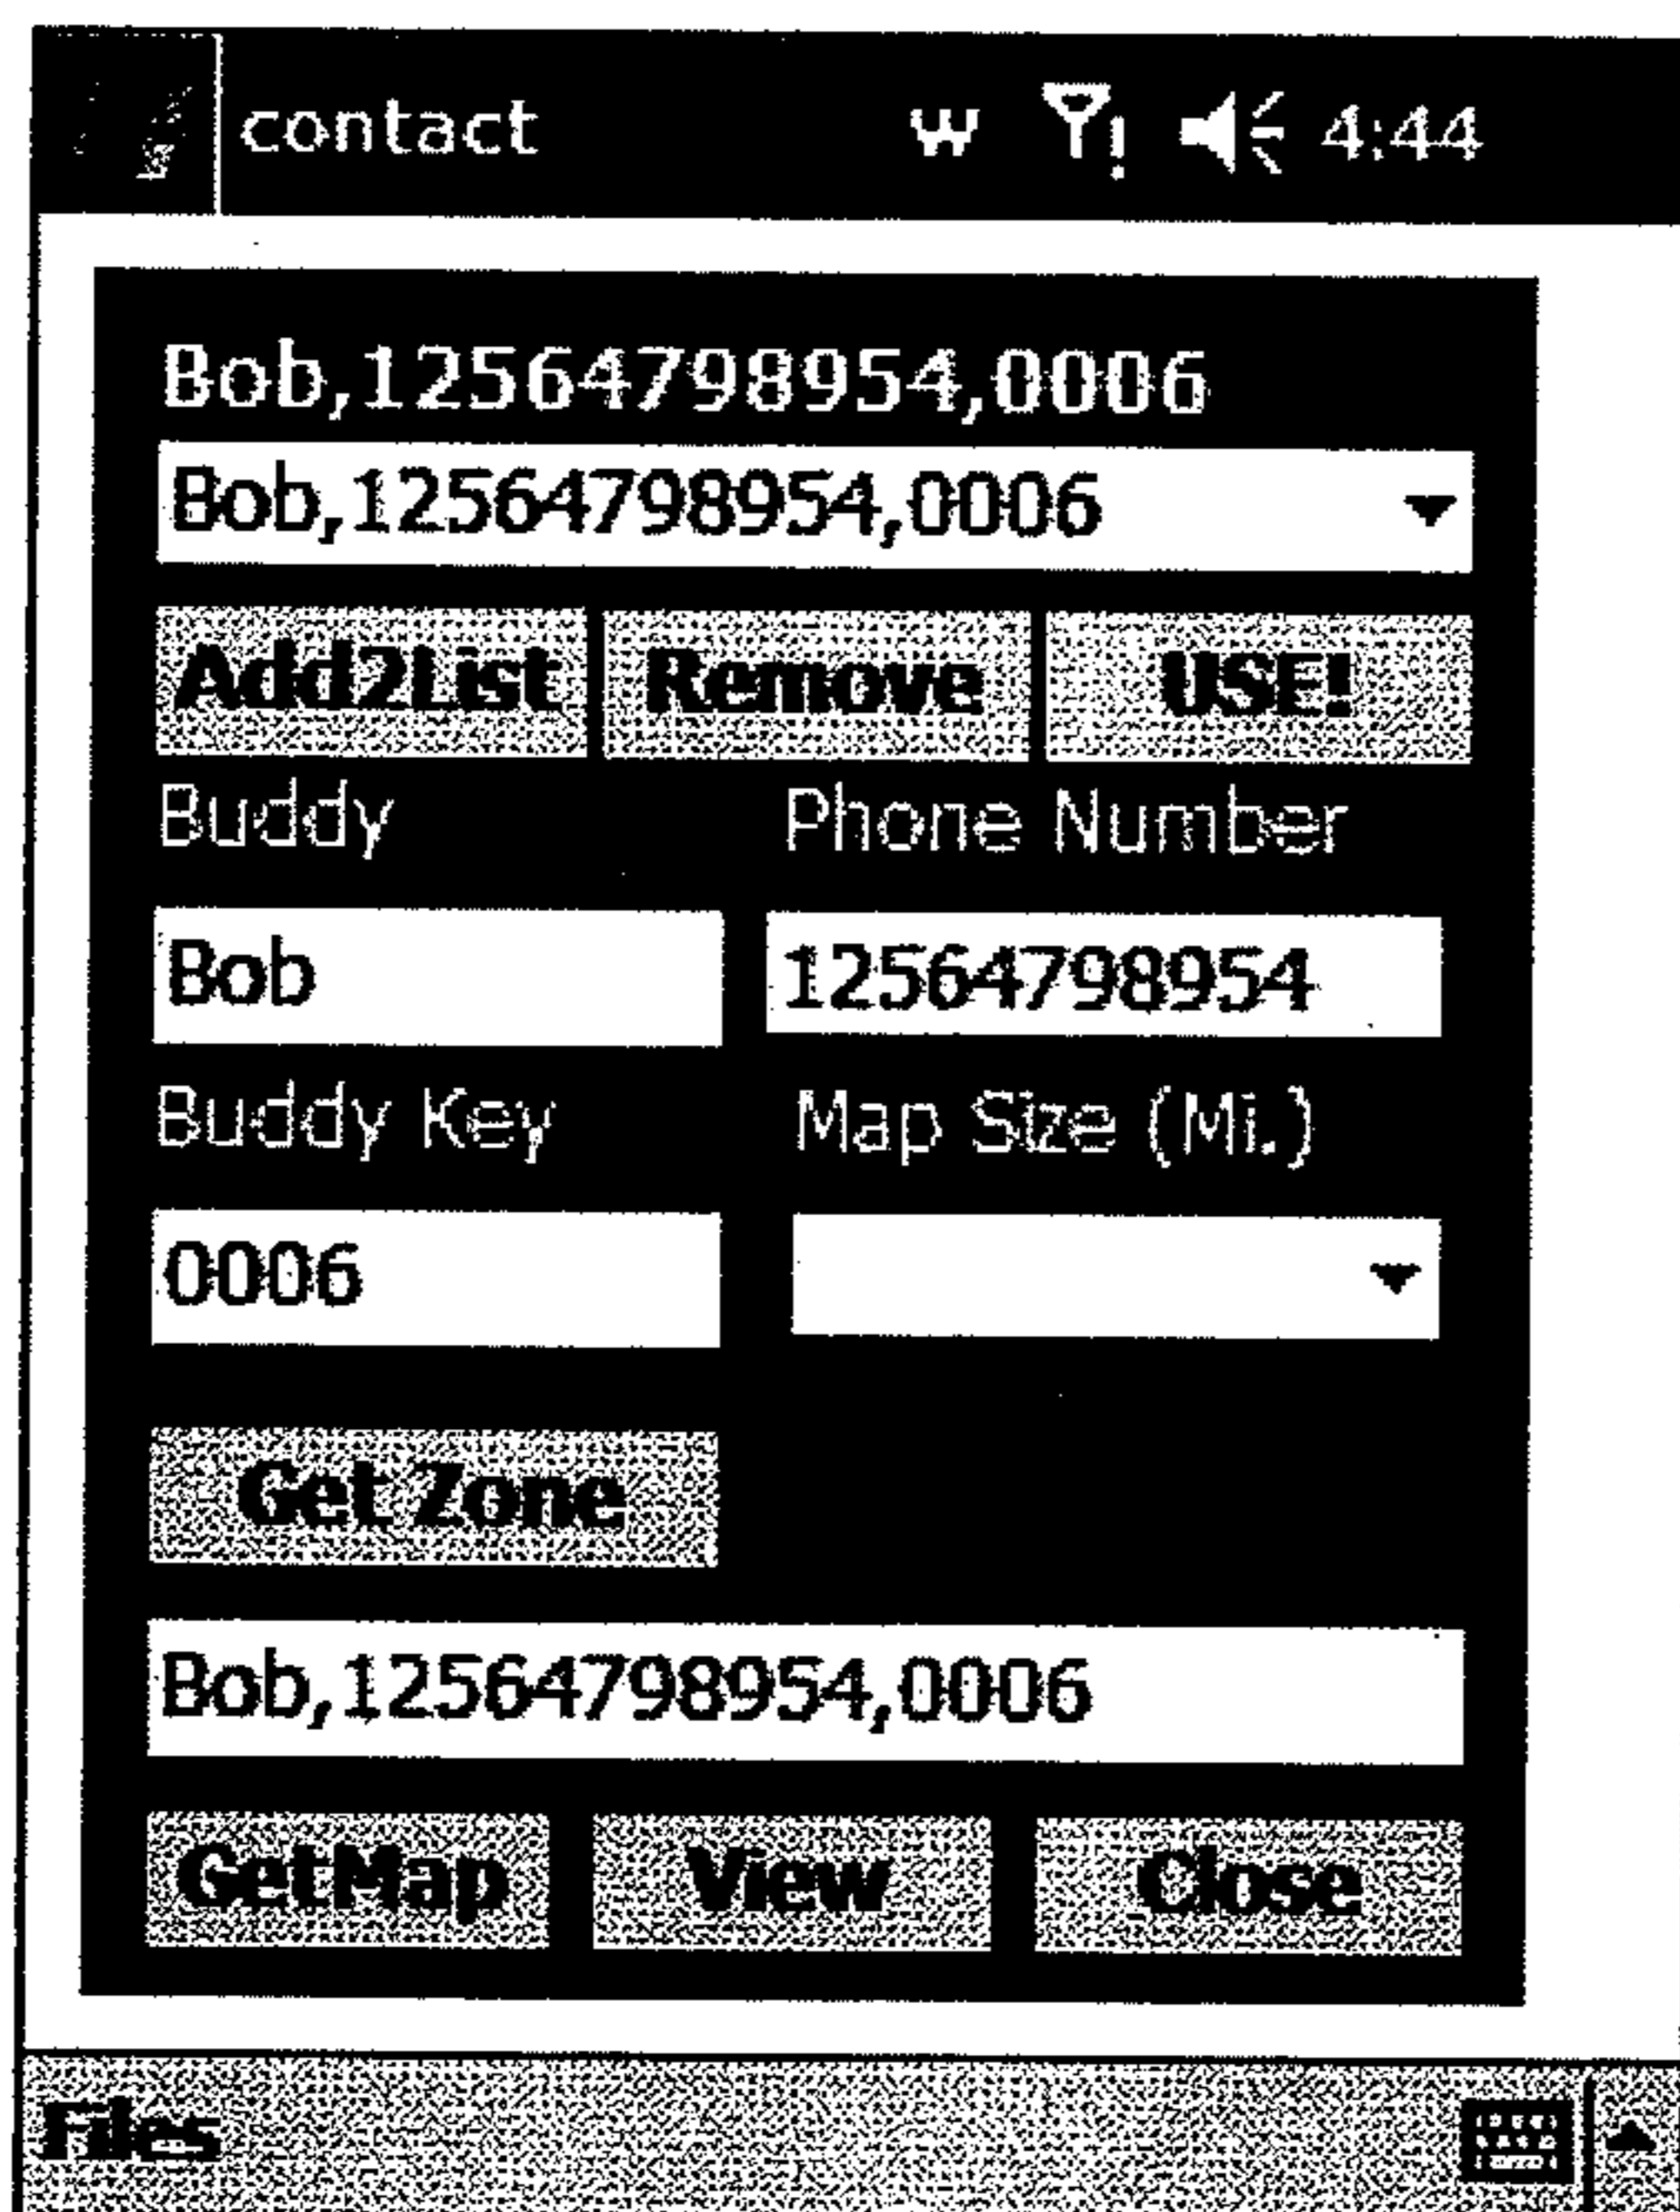 contact 4:44
Bob,12564798954,0006
Bob,12564798954,0006
Add2List Remove USE!
Buddy Phone Number
Bob 12564798954
Buddy Key Map Size (Mi.)
0006
Get Zone
Bob,12564798954,0006
GetMap View Close
Files